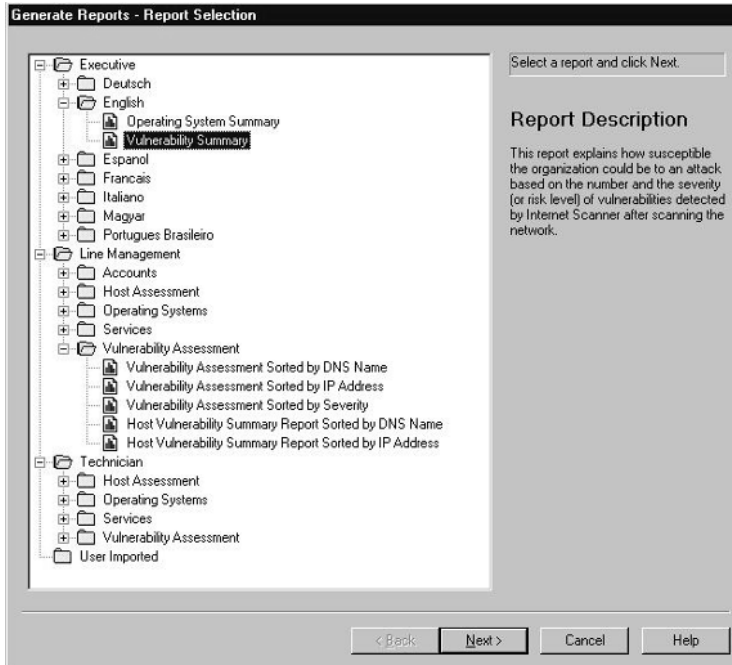 Generate Reports - Report Selection
Executive
Deutsch
English
Operating System Summary
Vulnerability Summary
Espanol
Francais
Italiano
Magyar
Portugues Brasileiro
Line Management
Accounts
Host Assessment
Operating Systems
Services
Vulnerability Assessment
Vulnerability Assessment Sorted by DNS Name
Vulnerability Assessment Sorted by IP Address
Vulnerability Assessment Sorted by Severity
Host Vulnerability Summary Report Sorted by DNS Name
Host Vulnerability Summary Report Sorted by IP Address
Technician
Host Assessment
Operating Systems
Services
Vulnerability Assessment
User Imported
Select a report and click Next.
Report Description
This report explains how susceptible
the organization could be to an attack
based on the number and the severity
(or risk level) of vulnerabilities detected
by Internet Scanner after scanning the
network.
< Back
Next >
Cancel
Help